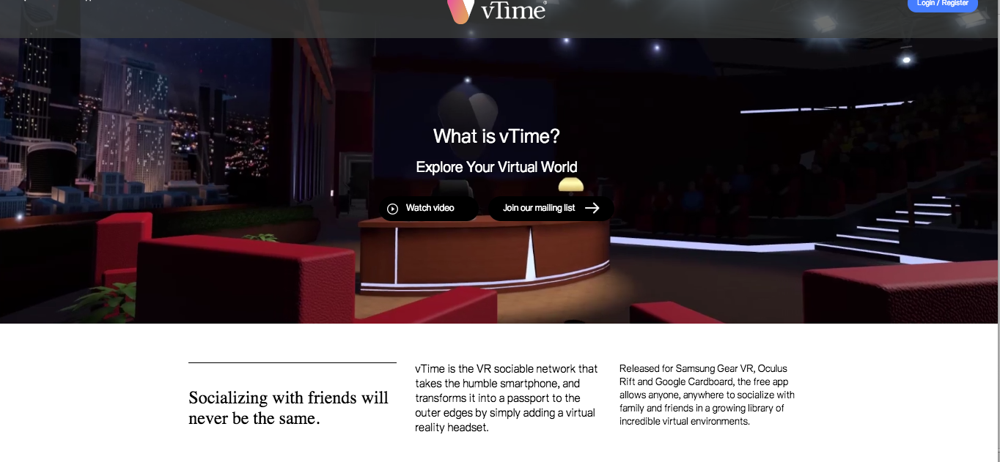 vTime®
Login / Register
What is vTime?
Explore Your Virtual World
Watch video
Join our mailing list
Socializing with friends will
never be the same.
vTime is the VR sociable network that
takes the humble smartphone, and
transforms it into a passport to the
outer edges by simply adding a virtual
reality headset.
Released for Samsung Gear VR, Oculus
Rift and Google Cardboard, the free app
allows anyone, anywhere to socialize with
family and friends in a growing library of
incredible virtual environments.